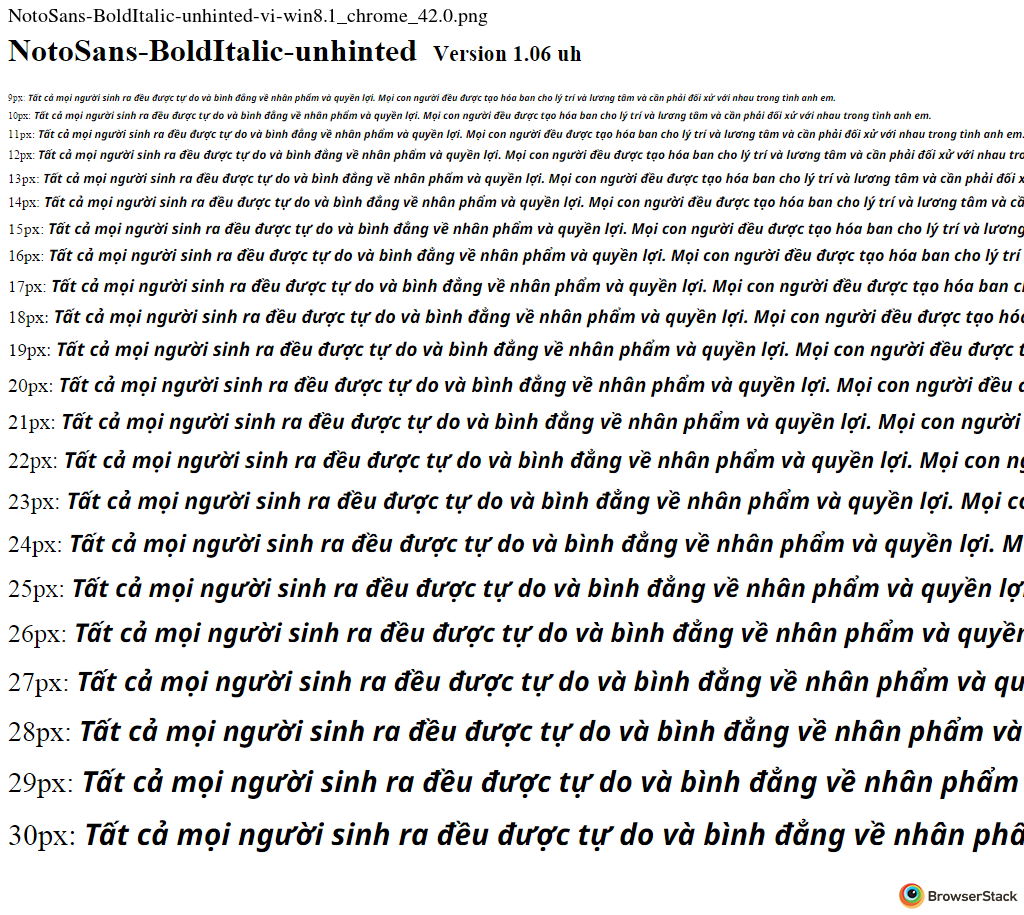 NotoSans-BoldItalic-unhinted-vi-win8.1_chrome_42.0.png
NotoSans-BoldItalic-unhinted Version 1.06 uh
9px: Tất cả mọi người sinh ra đều được tự do và bình đẳng về nhân phẩm và quyền lợi. Mọi con người đều được tạo hóa ban cho lý trí và lương tâm và cần phải đối xử với nhau trong tình anh em.
10px: Tất cả mọi người sinh ra đều được tự do và bình đẳng về nhân phẩm và quyền lợi. Mọi con người đều được tạo hóa ban cho lý trí và lương tâm và cần phải đối xử với nhau trong tình anh em.
11px: Tất cả mọi người sinh ra đều được tự do và bình đẳng về nhân phẩm và quyền lợi. Mọi con người đều được tạo hóa ban cho lý trí và lương tâm và cần phải đối xử với nhau trong tình anh em.
12px: Tất cả mọi người sinh ra đều được tự do và bình đẳng về nhân phẩm và quyền lợi. Mọi con người đều được tạo hóa ban cho lý trí và lương tâm và cần phải đối xử với nhau tro
13px: Tất cả mọi người sinh ra đều được tự do và bình đẳng về nhân phẩm và quyền lợi. Mọi con người đều được tạo hóa ban cho lý trí và lương tâm và cần phải đối x
14px: Tất cả mọi người sinh ra đều được tự do và bình đẳng về nhân phẩm và quyền lợi. Mọi con người đều được tạo hóa ban cho lý trí và lương tâm và cầ
15px: Tất cả mọi người sinh ra đều được tự do và bình đẳng về nhân phẩm và quyền lợi. Mọi con người đều được tạo hóa ban cho lý trí và lương
16px: Tất cả mọi người sinh ra đều được tự do và bình đẳng về nhân phẩm và quyền lợi. Mọi con người đều được tạo hóa ban cho lý trí
17px: Tất cả mọi người sinh ra đều được tự do và bình đẳng về nhân phẩm và quyền lợi. Mọi con người đều được tạo hóa ban c
18px: Tất cả mọi người sinh ra đều được tự do và bình đẳng về nhân phẩm và quyền lợi. Mọi con người đều được tạo hó
19px: Tất cả mọi người sinh ra đều được tự do và bình đẳng về nhân phẩm và quyền lợi. Mọi con người đều được t
20px: Tất cả mọi người sinh ra đều được tự do và bình đẳng về nhân phẩm và quyền lợi. Mọi con người đều
21px: Tất cả mọi người sinh ra đều được tự do và bình đẳng về nhân phẩm và quyền lợi. Mọi con người
22px: Tất cả mọi người sinh ra đều được tự do và bình đẳng về nhân phẩm và quyền lợi. Mọi con n
23px: Tất cả mọi người sinh ra đều được tự do và bình đẳng về nhân phẩm và quyền lợi. Mọi c
24px: Tất cả mọi người sinh ra đều được tự do và bình đẳng về nhân phẩm và quyền lợi. M
25px: Tất cả mọi người sinh ra đều được tự do và bình đẳng về nhân phẩm và quyền lợ
26px: Tất cả mọi người sinh ra đều được tự do và bình đẳng về nhân phẩm và quyền
27px: Tất cả mọi người sinh ra đều được tự do và bình đẳng về nhân phẩm và qu
28px: Tất cả mọi người sinh ra đều được tự do và bình đẳng về nhân phẩm và
29px: Tất cả mọi người sinh ra đều được tự do và bình đẳng về nhân phẩm
30px: Tất cả mọi người sinh ra đều được tự do và bình đẳng về nhân phẩ
BrowserStack